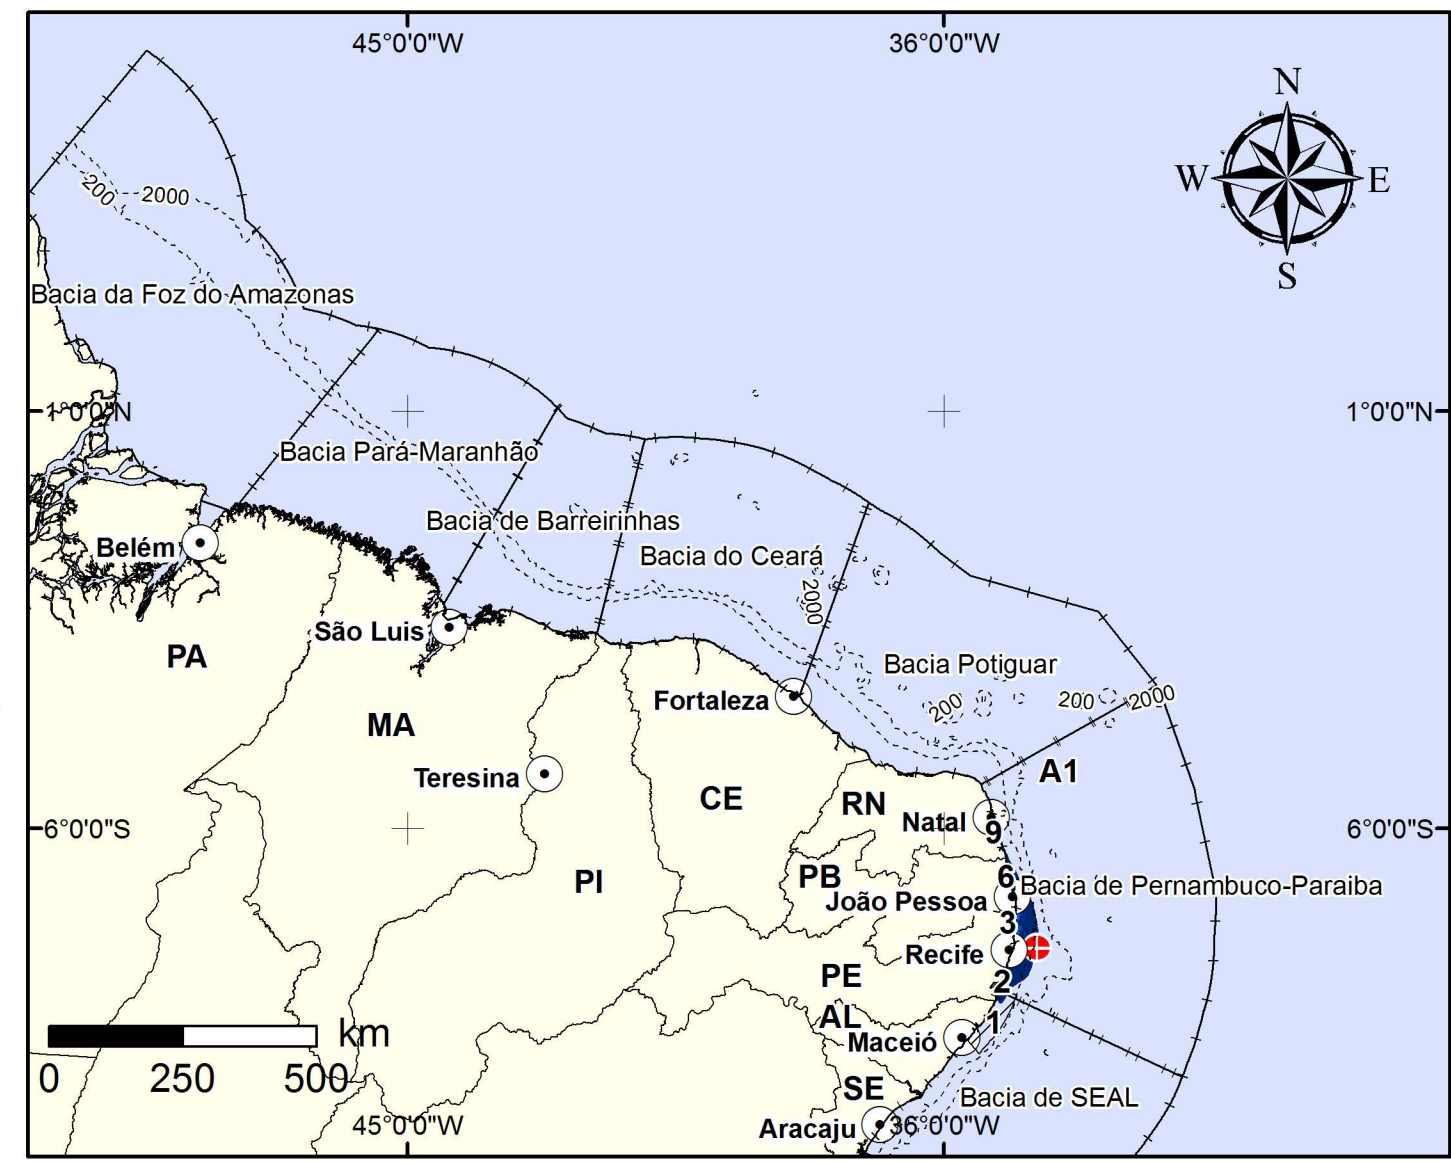 45°0'0"W 36°0'0"W
N
W E
S
200 2000
Bacia da Foz do Amazonas
1°0'0"N 1°0'0"N
Bacia Pará-Maranhão
Bacia de Barreirinhas
Belém
Bacia do Ceará
2000
São Luis
PA
Bacia Potiguar
Fortaleza
200 200 2000
MA
Teresina
A1
CE
RN
Natal
9
6°0'0"S 6°0'0"S
PI
PB
6
Bacia de Pernambuco-Paraiba
João Pessoa
3
Recife
PE
2
AL
1
Maceió
km
0 250 500
SE
Bacia de SEAL
45°0'0"W 36°0'0"W
Aracaju